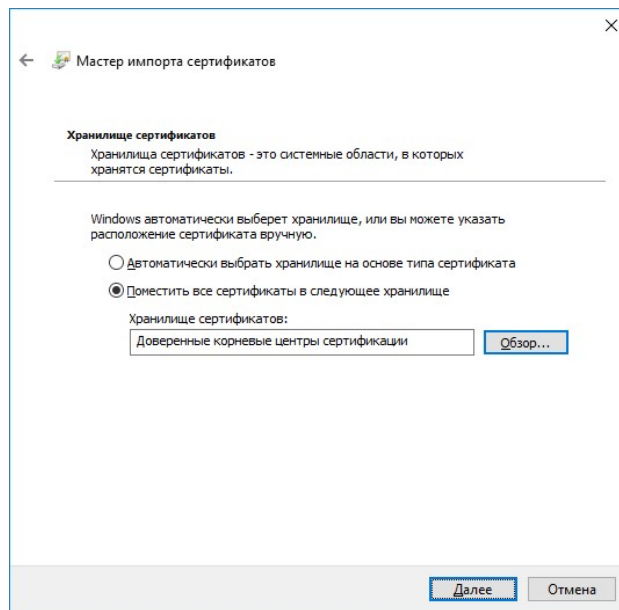 Мастер импорта сертификатов
Хранилище сертификатов
Хранилища сертификатов - это системные области, в которых
хранятся сертификаты.
Windows автоматически выберет хранилище, или вы можете указать
расположение сертификата вручную.
Автоматически выбрать хранилище на основе типа сертификата
Поместить все сертификаты в следующее хранилище
Хранилище сертификатов:
Доверенные корневые центры сертификации
Обзор...
Далее
Отмена